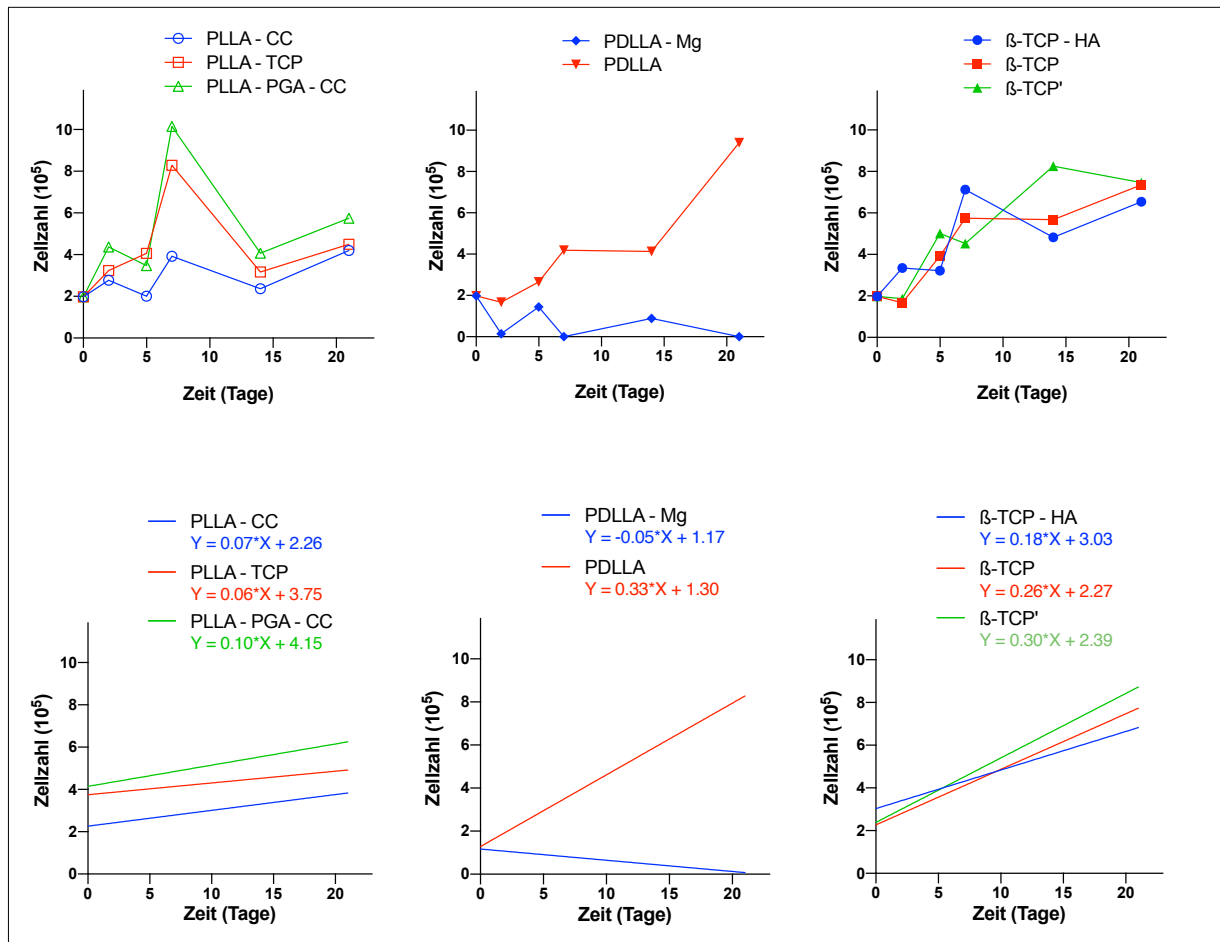 PLLA - CC
PLLA - TCP
PLLA - PGA - CC
Zellzahl (10⁵)
10
8
6
4
2
0
0 5 10 15 20
Zeit (Tage)
PDLLA - Mg
PDLLA
Zellzahl (10⁵)
10
8
6
4
2
0
0 5 10 15 20
Zeit (Tage)
ß-TCP - HA
ß-TCP
ß-TCP'
Zellzahl (10⁵)
10
8
6
4
2
0
0 5 10 15 20
Zeit (Tage)
PLLA - CC
Y = 0.07*X + 2.26
PLLA - TCP
Y = 0.06*X + 3.75
PLLA - PGA - CC
Y = 0.10*X + 4.15
Zellzahl (10⁵)
10
8
6
4
2
0
0 5 10 15 20
Zeit (Tage)
PDLLA - Mg
Y = -0.05*X + 1.17
PDLLA
Y = 0.33*X + 1.30
Zellzahl (10⁵)
10
8
6
4
2
0
0 5 10 15 20
Zeit (Tage)
ß-TCP - HA
Y = 0.18*X + 3.03
ß-TCP
Y = 0.26*X + 2.27
ß-TCP'
Y = 0.30*X + 2.39
Zellzahl (10⁵)
10
8
6
4
2
0
0 5 10 15 20
Zeit (Tage)